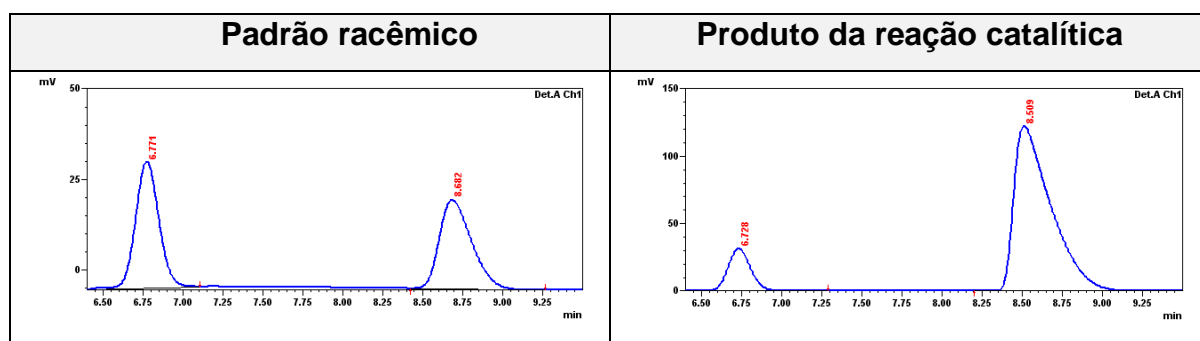 Padrão racêmico
Produto da reação catalítica
mV
50
25
0
Det.A Ch1
6.771
8.682
6.50 6.75 7.00 7.25 7.50 7.75 8.00 8.25 8.50 8.75 9.00 9.25
min
mV
150
100
50
0
Det.A Ch1
6.728
8.509
6.50 6.75 7.00 7.25 7.50 7.75 8.00 8.25 8.50 8.75 9.00 9.25
min